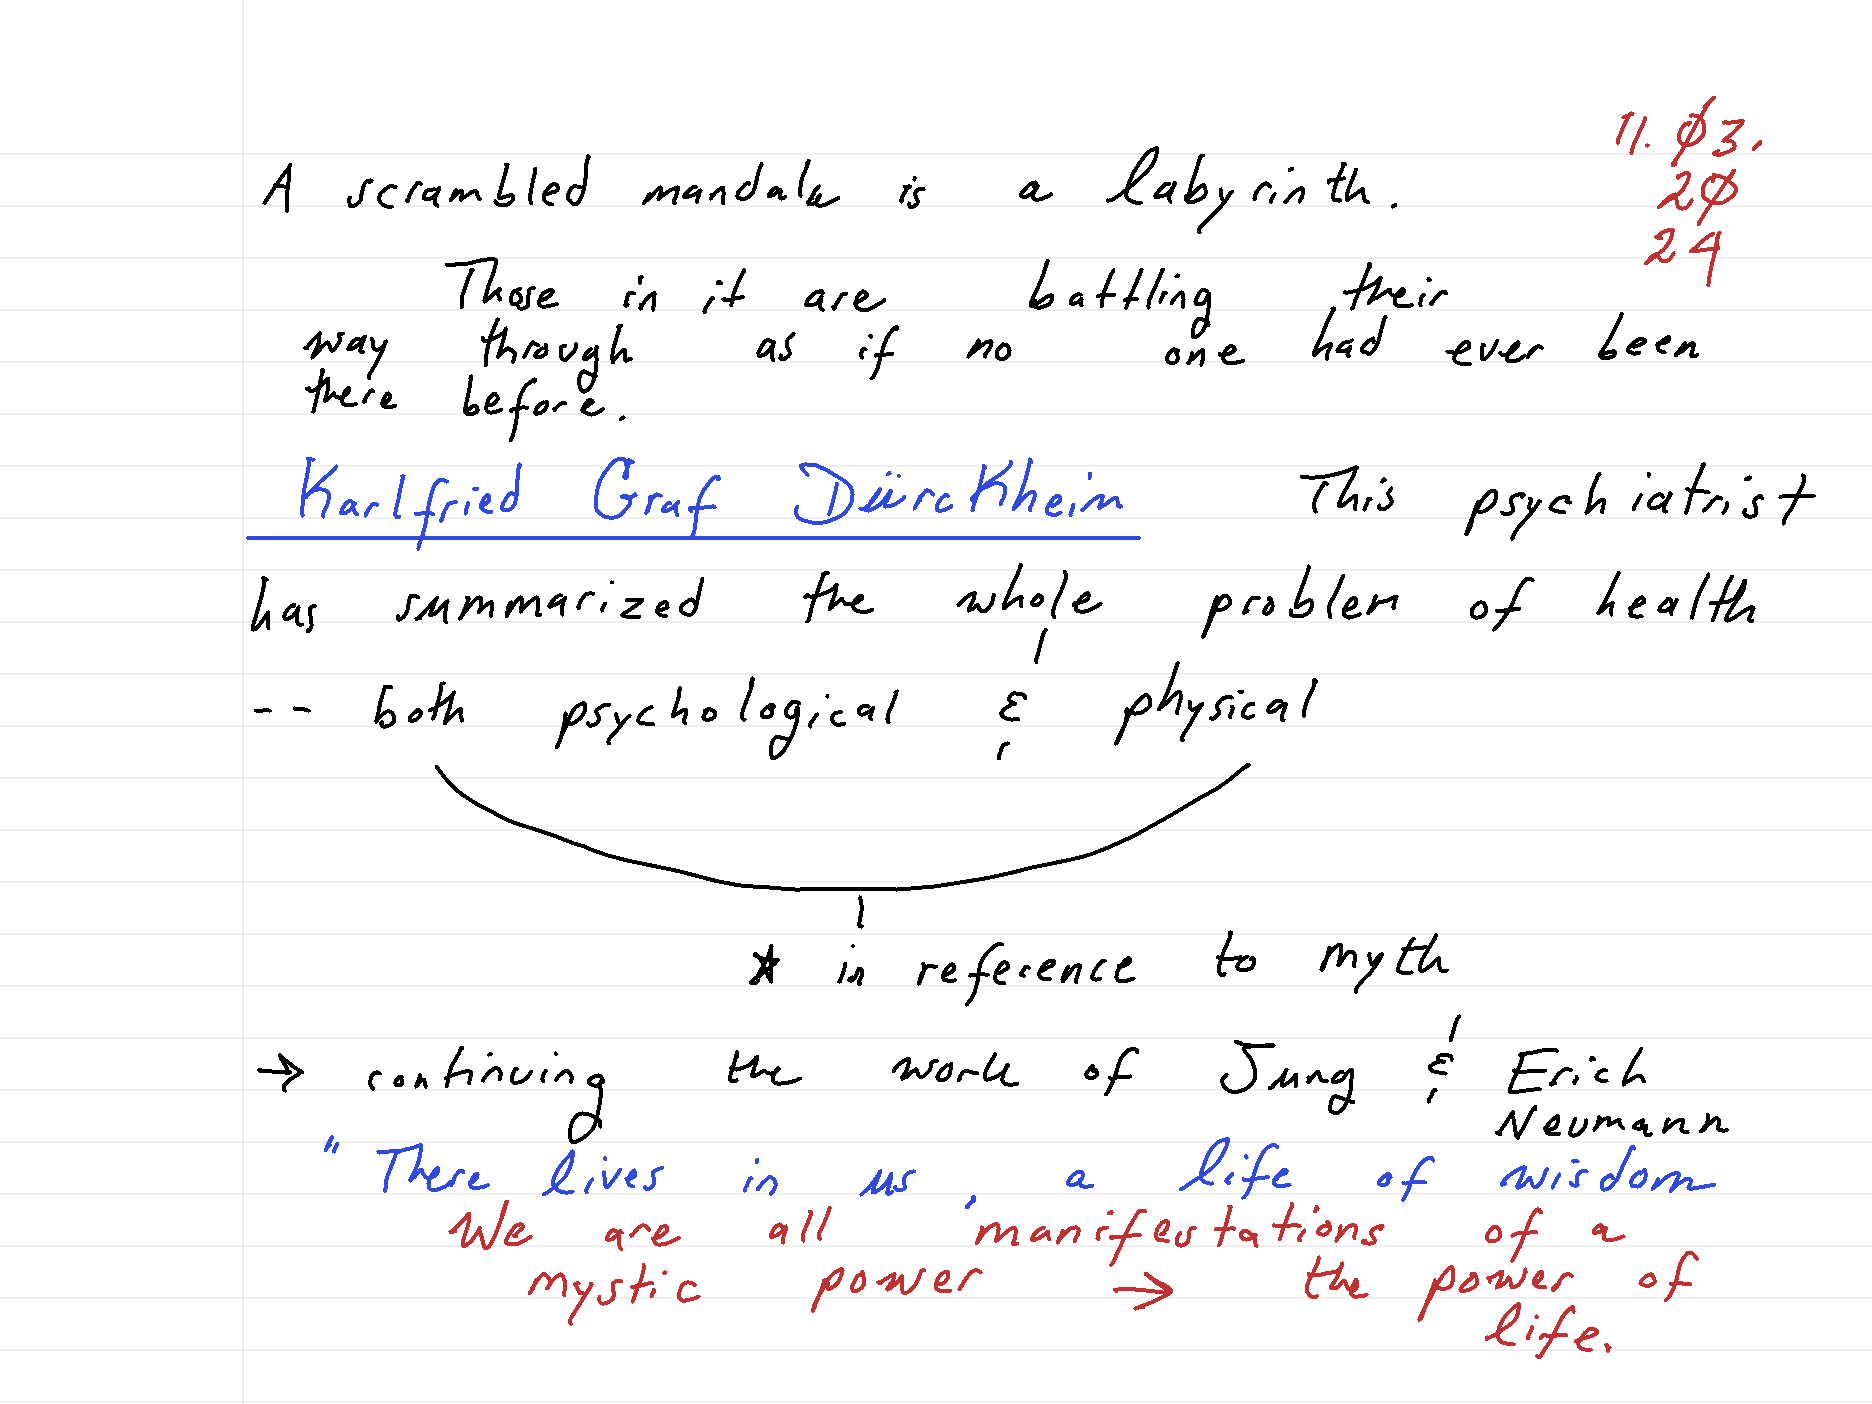 11.03.
A scrambled mandala is a labyrinth.
20
24
Those in it are battling their
way through as if no one had ever been
there before.
Karlfried Graf Dürckheim This psychiatrist
has summarized the whole problem of health
-- both psychological & physical
* in reference to myth
→ continuing the work of Jung & Erich
Neumann
"There lives in us, a life of wisdom
We are all manifestations of a
mystic power → the power of
life.